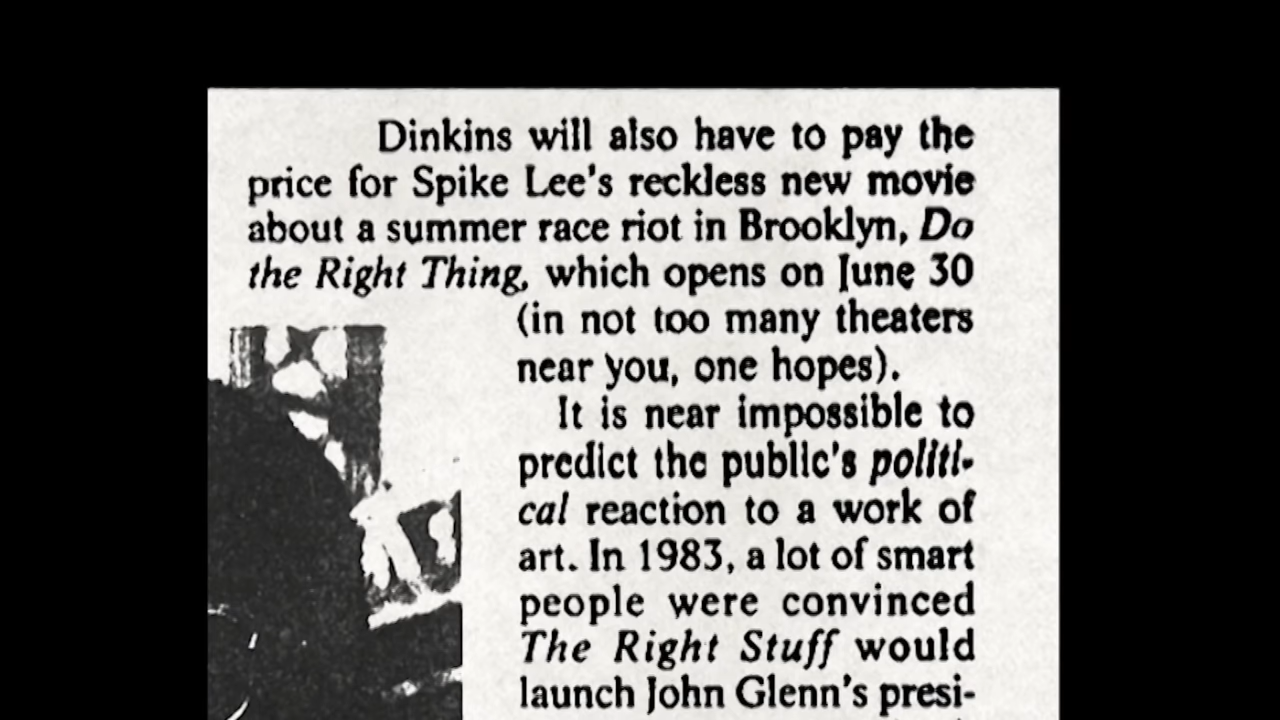 Dinkins will also have to pay the
price for Spike Lee's reckless new movie
about a summer race riot in Brooklyn, Do
the Right Thing, which opens on June 30
(in not too many theaters
near you, one hopes).
It is near impossible to
predict the public's politi-
cal reaction to a work of
art. In 1983, a lot of smart
people were convinced
The Right Stuff would
launch John Glenn's presi-